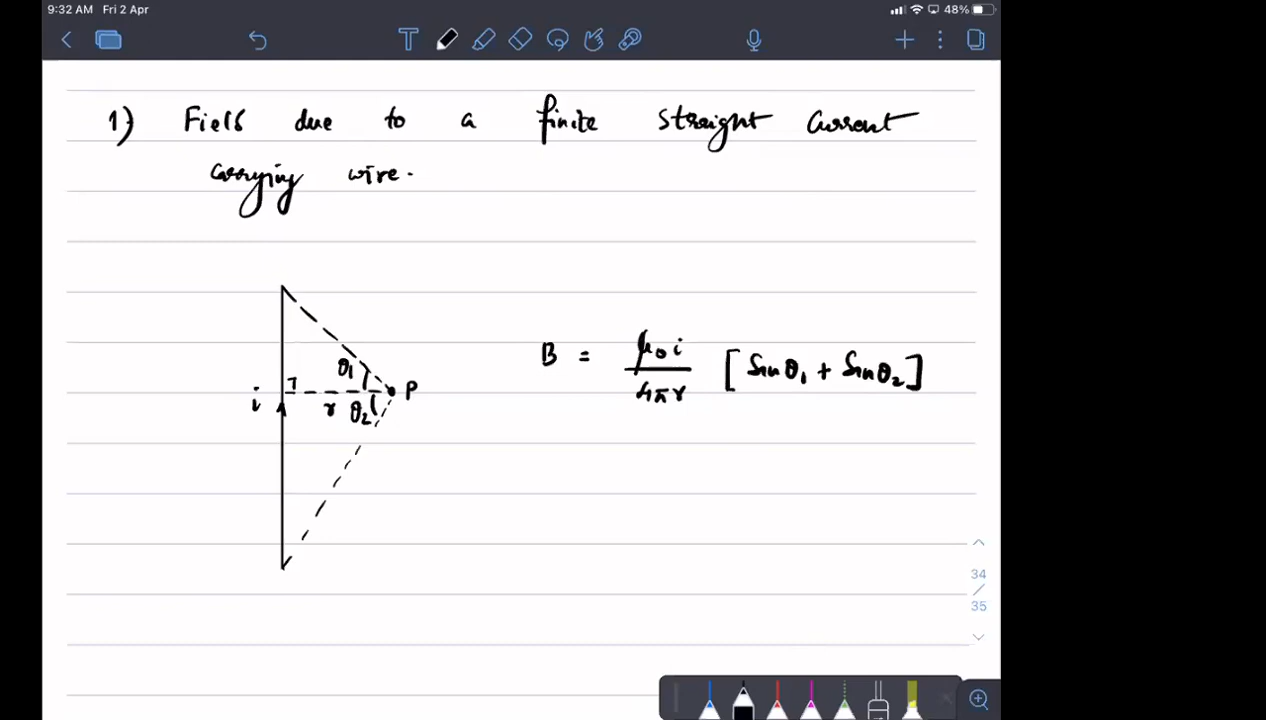 9:32 AM Fri 2 Apr
48%
1) Field due to a finite straight current
carrying wire.
θ₁
i r θ₂ P
B = μ₀i / 4πr [Sinθ₁ + Sinθ₂]
34
/
35